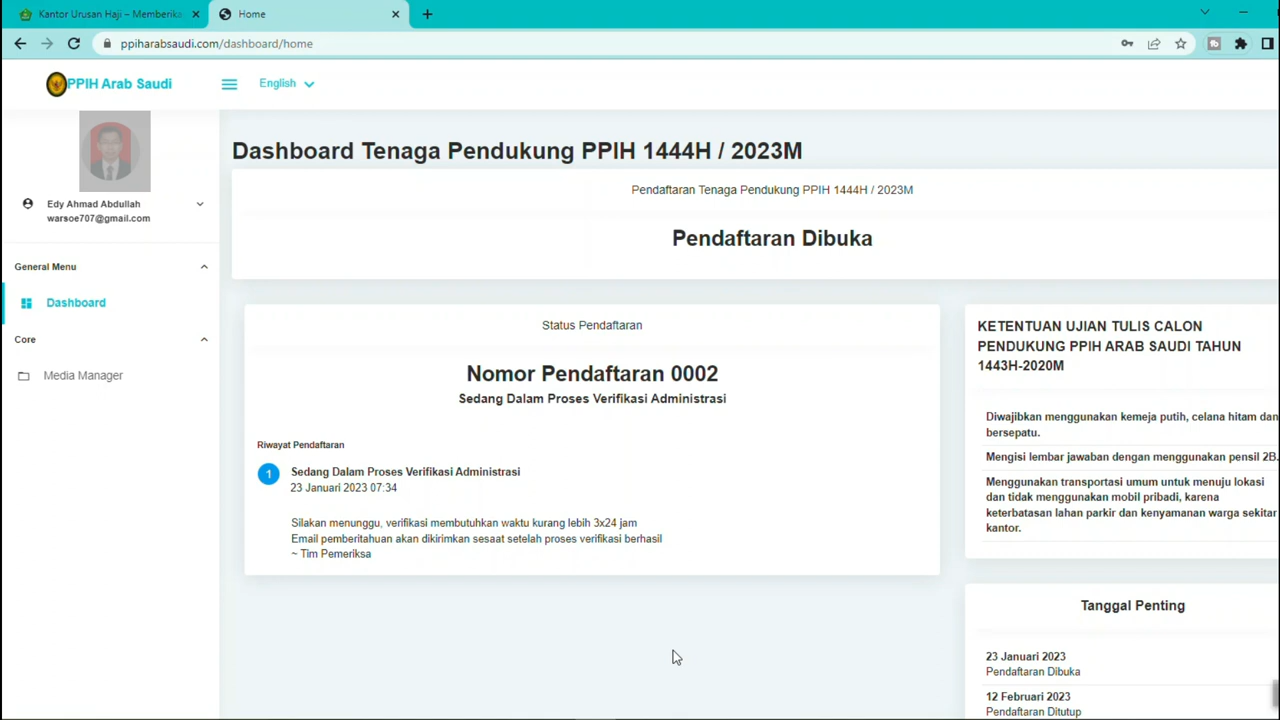 Kantor Urusan Haji – Memberika
Home
ppiharabsaudi.com/dashboard/home
PPIH Arab Saudi
English
Edy Ahmad Abdullah
warsoe707@gmail.com
General Menu
Dashboard
Core
Media Manager
Dashboard Tenaga Pendukung PPIH 1444H / 2023M
Pendaftaran Tenaga Pendukung PPIH 1444H / 2023M
Pendaftaran Dibuka
Status Pendaftaran
Nomor Pendaftaran 0002
Sedang Dalam Proses Verifikasi Administrasi
Riwayat Pendaftaran
1
Sedang Dalam Proses Verifikasi Administrasi
23 Januari 2023 07:34
Silakan menunggu, verifikasi membutuhkan waktu kurang lebih 3x24 jam
Email pemberitahuan akan dikirimkan sesaat setelah proses verifikasi berhasil
~ Tim Pemeriksa
KETENTUAN UJIAN TULIS CALON
PENDUKUNG PPIH ARAB SAUDI TAHUN
1443H-2020M
Diwajibkan menggunakan kemeja putih, celana hitam dan
bersepatu.
Mengisi lembar jawaban dengan menggunakan pensil 2B.
Menggunakan transportasi umum untuk menuju lokasi
dan tidak menggunakan mobil pribadi, karena
keterbatasan lahan parkir dan kenyamanan warga sekitar
kantor.
Tanggal Penting
23 Januari 2023
Pendaftaran Dibuka
12 Februari 2023
Pendaftaran Ditutup